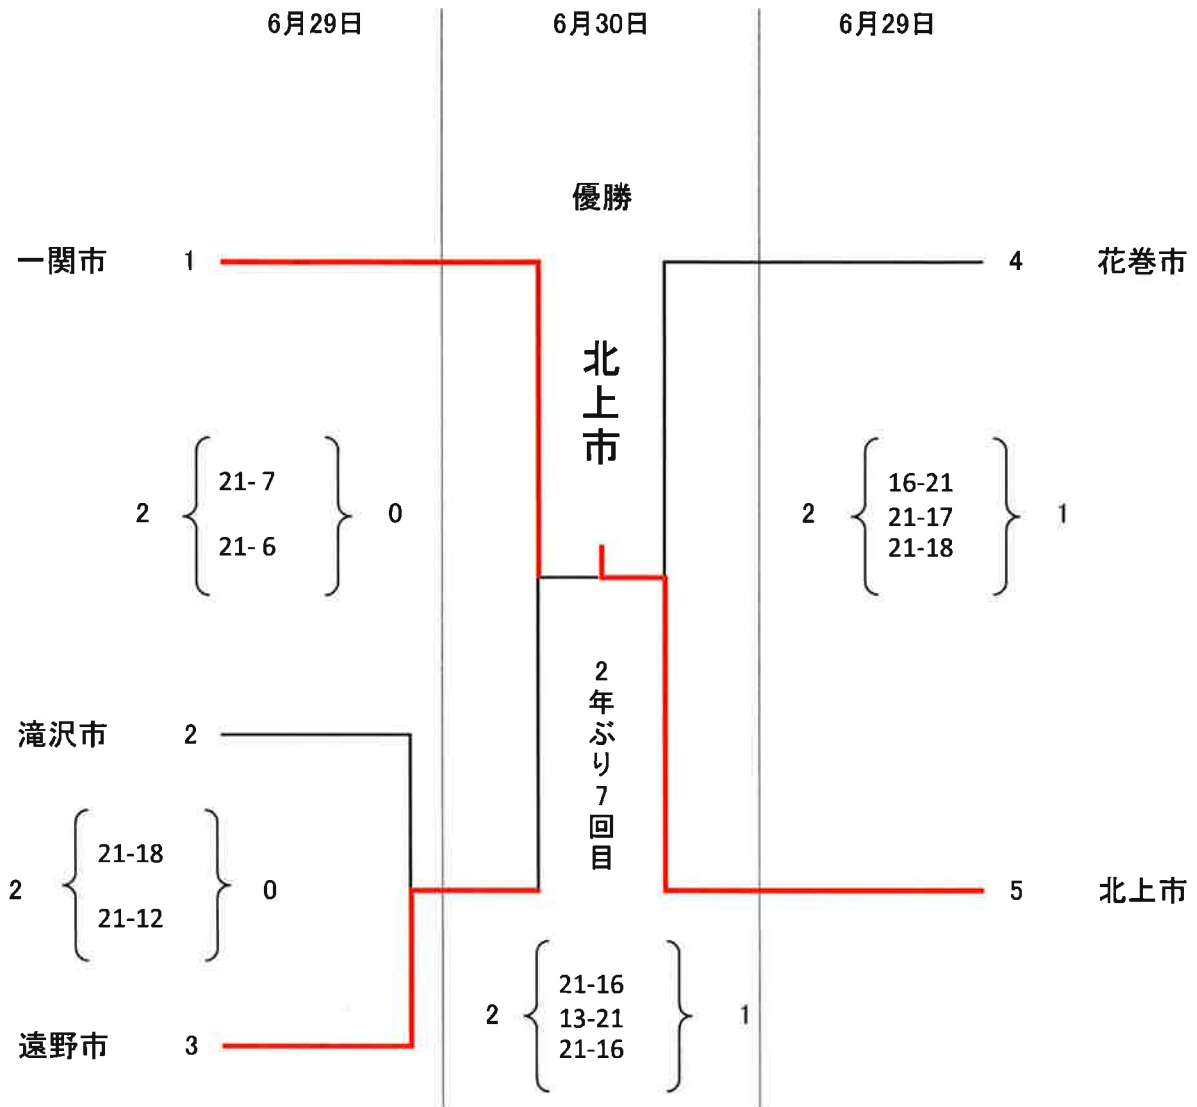 6月29日 6月30日 6月29日
優勝
一関市 1 4 花巻市
北上市
21- 7 16-21
2 0 2 21-17 1
21- 6 21-18
2年ぶり7回目
滝沢市 2
21-18
2 0 5 北上市
21-12
21-16
2 13-21 1
21-16
遠野市 3